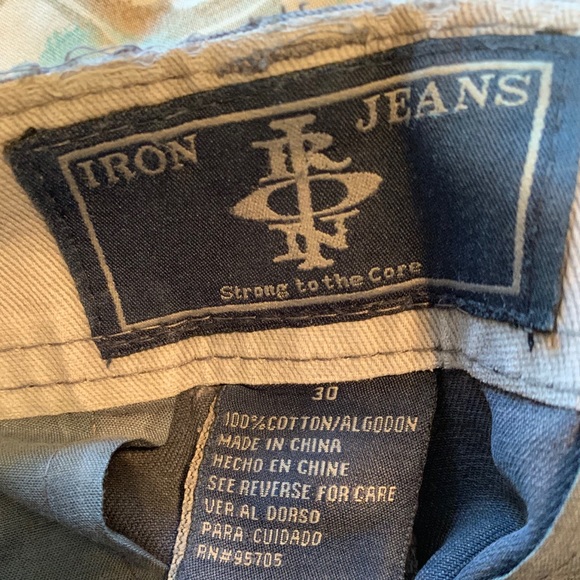 IRON JEANS
IRON
Strong to the Core
30
100% COTTON/ALGODON
MADE IN CHINA
HECHO EN CHINE
SEE REVERSE FOR CARE
VER AL DORSO
PARA CUIDADO
RN#95705